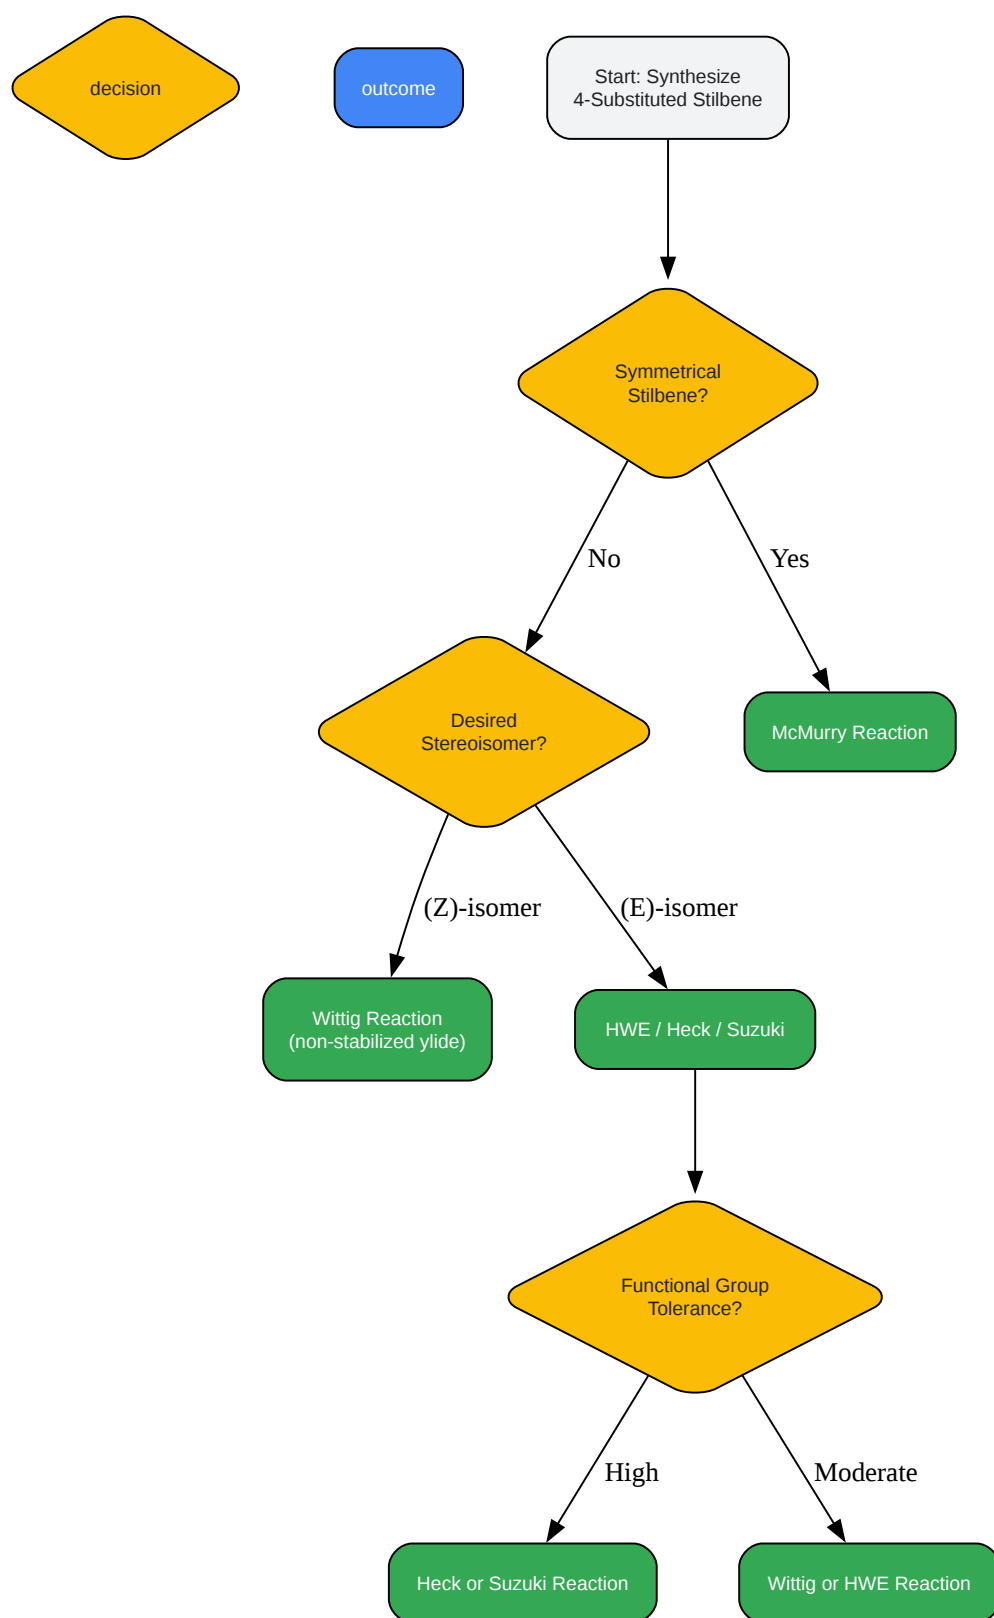 decision
outcome
Start: Synthesize
4-Substituted Stilbene
Symmetrical
Stilbene?
No
Yes
Desired
Stereoisomer?
McMurry Reaction
(Z)-isomer
(E)-isomer
Wittig Reaction
(non-stabilized ylide)
HWE / Heck / Suzuki
Functional Group
Tolerance?
High
Moderate
Heck or Suzuki Reaction
Wittig or HWE Reaction